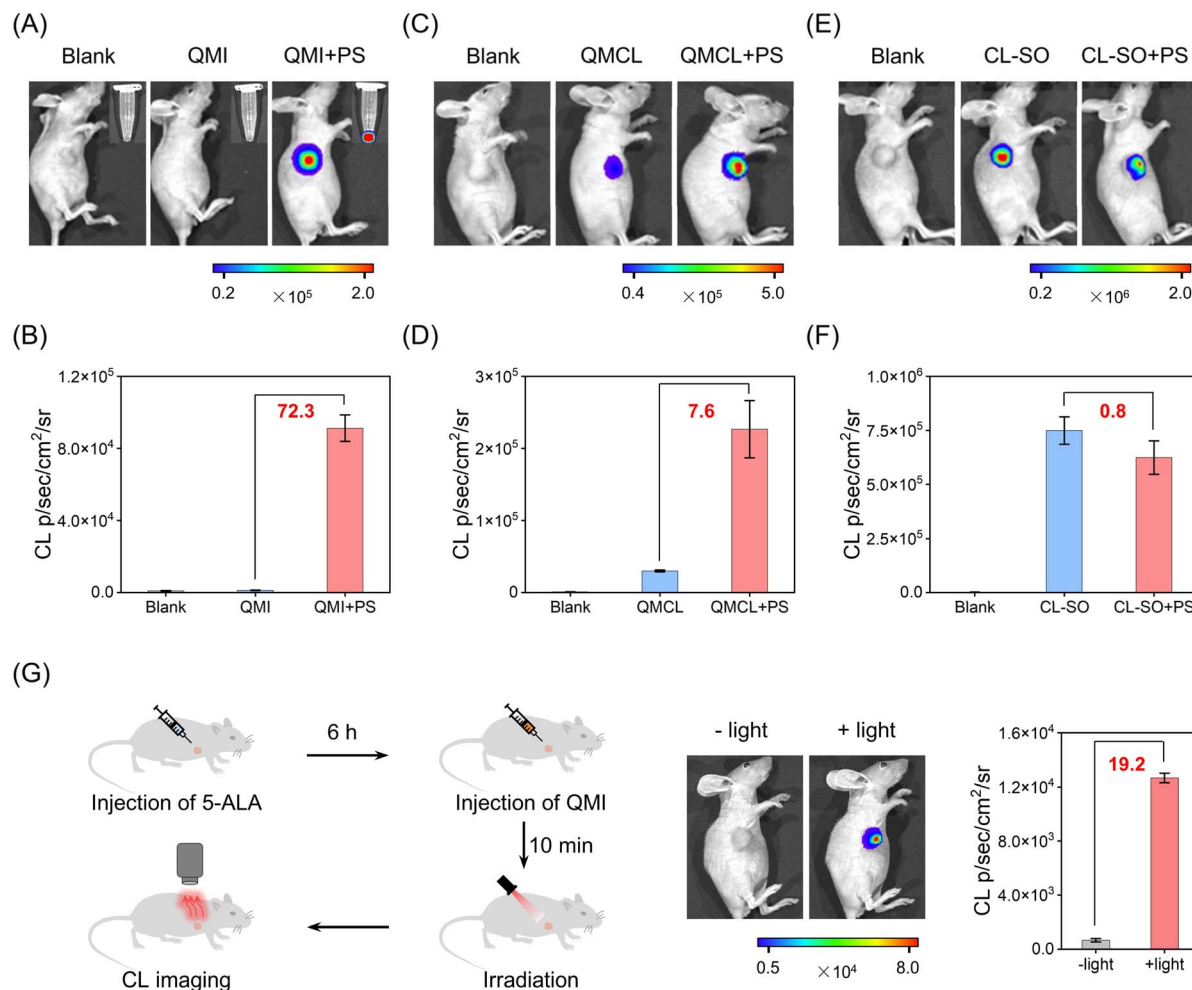 (A)
Blank QMI QMI+PS
0.2 ×10⁵ 2.0
(C)
Blank QMCL QMCL+PS
0.4 ×10⁵ 5.0
(E)
Blank CL-SO CL-SO+PS
0.2 ×10⁶ 2.0
(B)
CL p/sec/cm²/sr
1.2×10⁵
8.0×10⁴
4.0×10⁴
0.0
72.3
Blank QMI QMI+PS
(D)
CL p/sec/cm²/sr
3×10⁵
2×10⁵
1×10⁵
0
7.6
Blank QMCL QMCL+PS
(F)
CL p/sec/cm²/sr
1.0×10⁶
7.5×10⁵
5.0×10⁵
2.5×10⁵
0.0
0.8
Blank CL-SO CL-SO+PS
(G)
Injection of 5-ALA
6 h
Injection of QMI
10 min
Irradiation
CL imaging
- light + light
0.5 ×10⁴ 8.0
CL p/sec/cm²/sr
1.6×10⁴
1.2×10⁴
8.0×10³
4.0×10³
0.0
19.2
-light +light